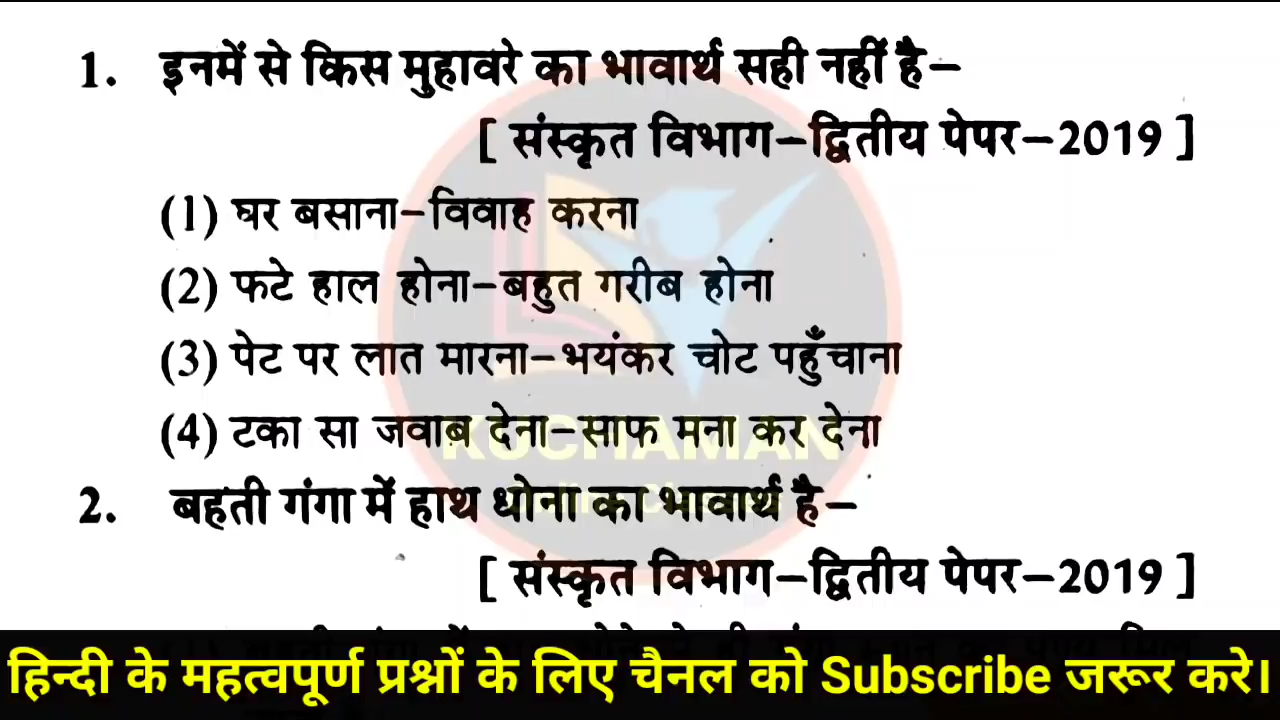 1. इनमें से किस मुहावरे का भावार्थ सही नहीं है–
[ संस्कृत विभाग–द्वितीय पेपर–2019 ]
(1) घर बसाना–विवाह करना
(2) फटे हाल होना–बहुत गरीब होना
(3) पेट पर लात मारना–भयंकर चोट पहुँचाना
(4) टका सा जवाब देना–साफ मना कर देना
KUCHAMAN
2. बहती गंगा में हाथ धोना का भावार्थ है–
[ संस्कृत विभाग–द्वितीय पेपर–2019 ]
हिन्दी के महत्वपूर्ण प्रश्नों के लिए चैनल को Subscribe जरूर करे।